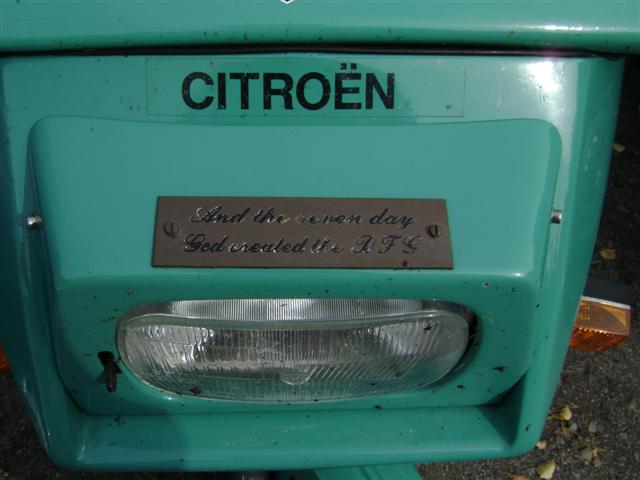 CITROËN
And the seven day
God created the B F G